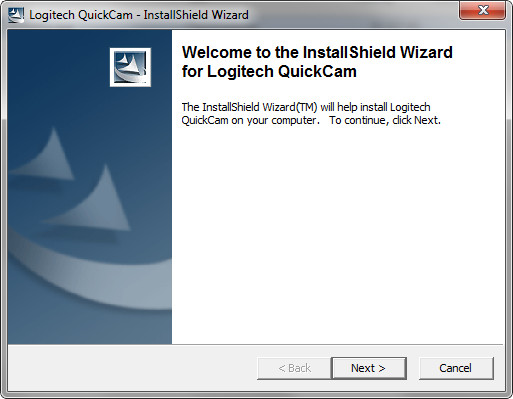 Logitech QuickCam - InstallShield Wizard
Welcome to the InstallShield Wizard
for Logitech QuickCam
The InstallShield Wizard(TM) will help install Logitech
QuickCam on your computer.   To continue, click Next.
< Back
Next >
Cancel